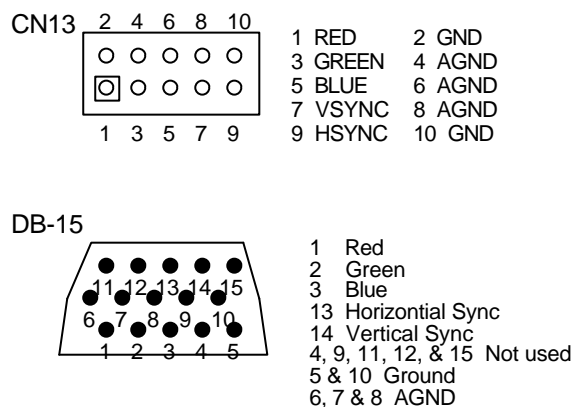 CN13
2 4 6 8 10
1 3 5 7 9
1 RED 2 GND
3 GREEN 4 AGND
5 BLUE 6 AGND
7 VSYNC 8 AGND
9 HSYNC 10 GND
DB-15
11 12 13 14 15
6 7 8 9 10
1 2 3 4 5
1 Red
2 Green
3 Blue
13 Horizontial Sync
14 Vertical Sync
4, 9, 11, 12, & 15 Not used
5 & 10 Ground
6, 7 & 8 AGND